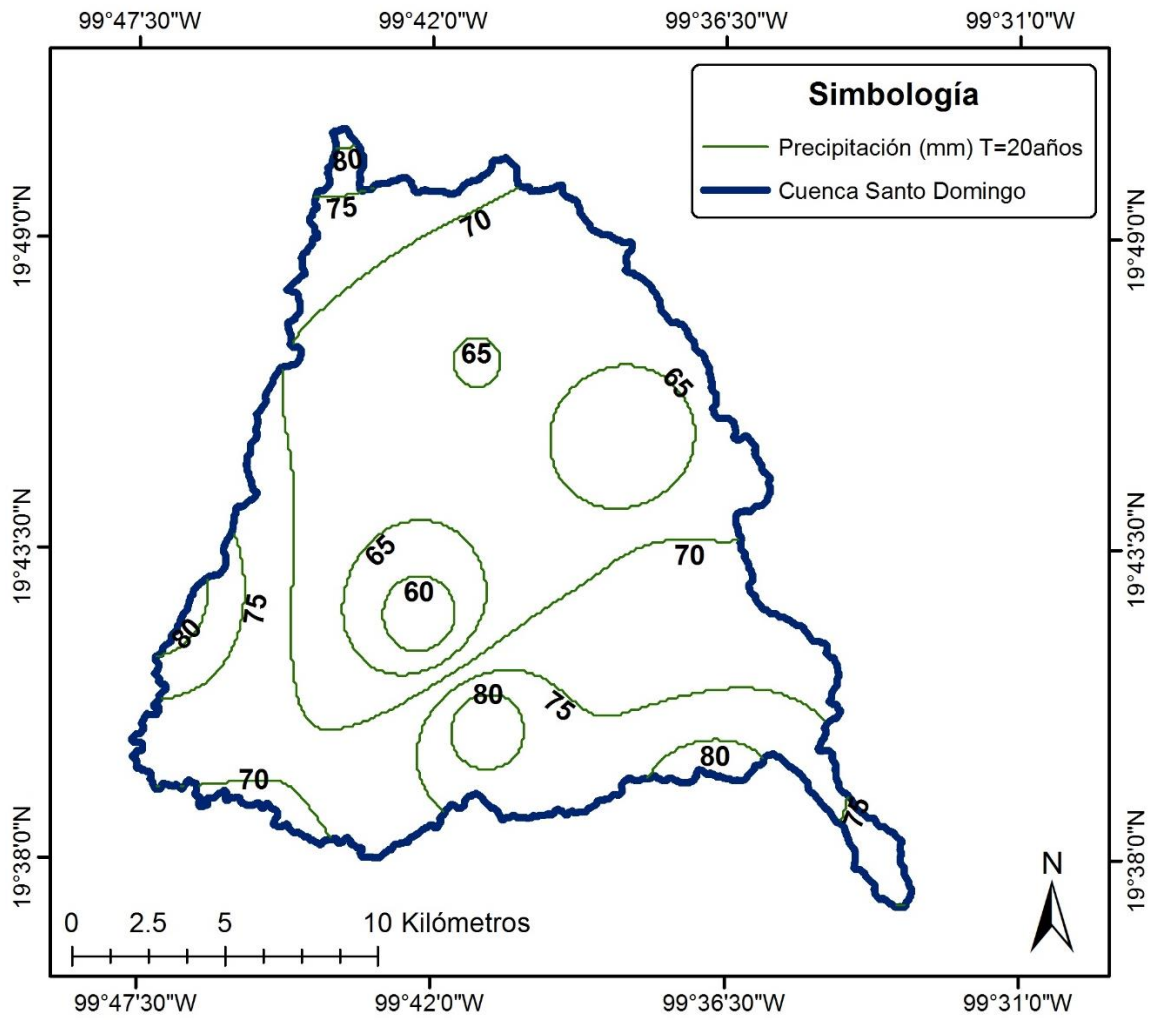 99°47'30"W 99°42'0"W 99°36'30"W 99°31'0"W
Simbología
Precipitación (mm) T=20años
Cuenca Santo Domingo
80
75
70
19°49'0"N
19°49'0"N
65
65
19°43'30"N
19°43'30"N
65
70
60
75
80
80
75
80
70
75
19°38'0"N
19°38'0"N
N
0 2.5 5 10 Kilómetros
99°47'30"W 99°42'0"W 99°36'30"W 99°31'0"W